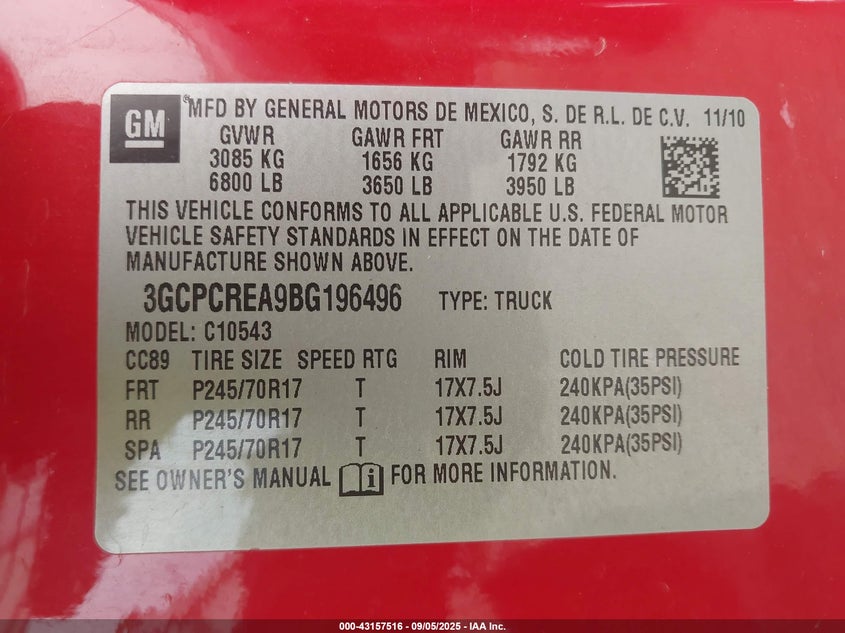 GM ®MFD BY GENERAL MOTORS DE MEXICO, S. DE R.L. DE C.V. 11/10
GVWR GAWR FRT GAWR RR
3085 KG 1656 KG 1792 KG
6800 LB 3650 LB 3950 LB
THIS VEHICLE CONFORMS TO ALL APPLICABLE U.S. FEDERAL MOTOR
VEHICLE SAFETY STANDARDS IN EFFECT ON THE DATE OF
MANUFACTURE SHOWN ABOVE.
3GCPCREA9BG196496 TYPE: TRUCK
MODEL: C10543
CC89 TIRE SIZE SPEED RTG RIM COLD TIRE PRESSURE
FRT P245/70R17 T 17X7.5J 240KPA(35PSI)
RR P245/70R17 T 17X7.5J 240KPA(35PSI)
SPA P245/70R17 T 17X7.5J 240KPA(35PSI)
SEE OWNER'S MANUAL i FOR MORE INFORMATION.
000-43157516 - 09/05/2025 - IAA Inc.